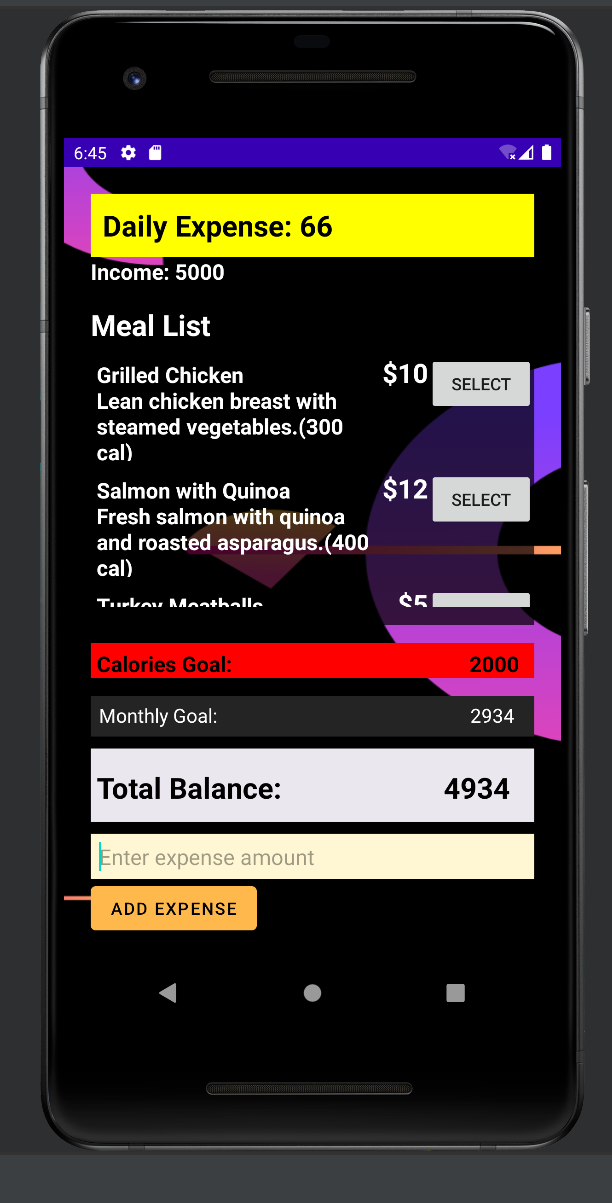 6:45
Daily Expense: 66
Income: 5000
Meal List
Grilled Chicken $10 SELECT
Lean chicken breast with
steamed vegetables.(300
cal)
Salmon with Quinoa $12 SELECT
Fresh salmon with quinoa
and roasted asparagus.(400
cal)
Turkey Meatballs $5
Calories Goal: 2000
Monthly Goal: 2934
Total Balance: 4934
Enter expense amount
ADD EXPENSE